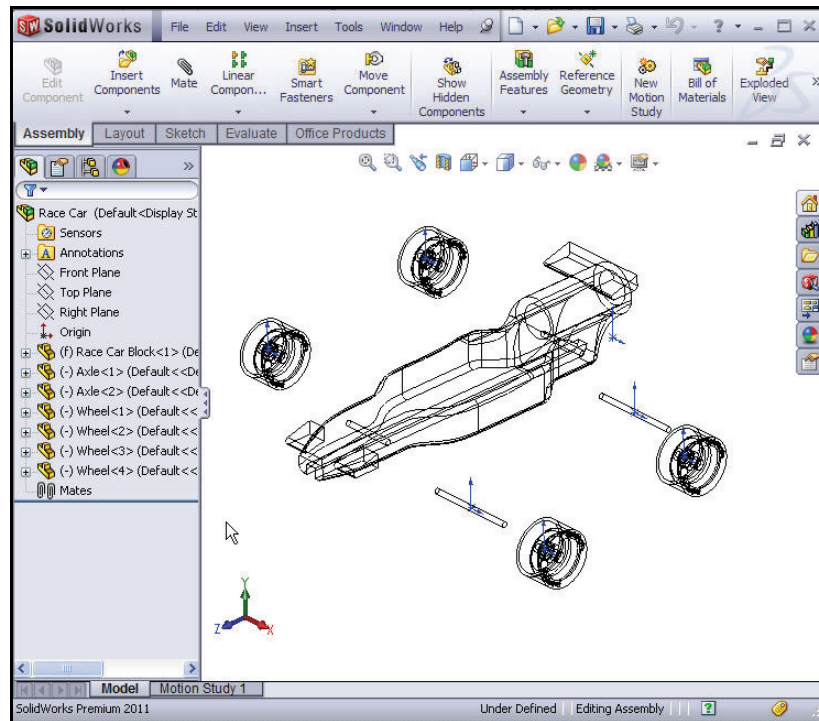 SolidWorks File Edit View Insert Tools Window Help ?
Edit Component
Insert Components
Mate
Linear Compon...
Smart Fasteners
Move Component
Show Hidden Components
Assembly Features
Reference Geometry
New Motion Study
Bill of Materials
Exploded View
Assembly Layout Sketch Evaluate Office Products
Race Car (Default<Display St
Sensors
Annotations
Front Plane
Top Plane
Right Plane
Origin
(f) Race Car Block<1> (De
(-) Axle<1> (Default<<De
(-) Axle<2> (Default<<De
(-) Wheel<1> (Default<<
(-) Wheel<2> (Default<<
(-) Wheel<3> (Default<<
(-) Wheel<4> (Default<<
Mates
Y
Z X
Model Motion Study 1
SolidWorks Premium 2011 Under Defined Editing Assembly ?